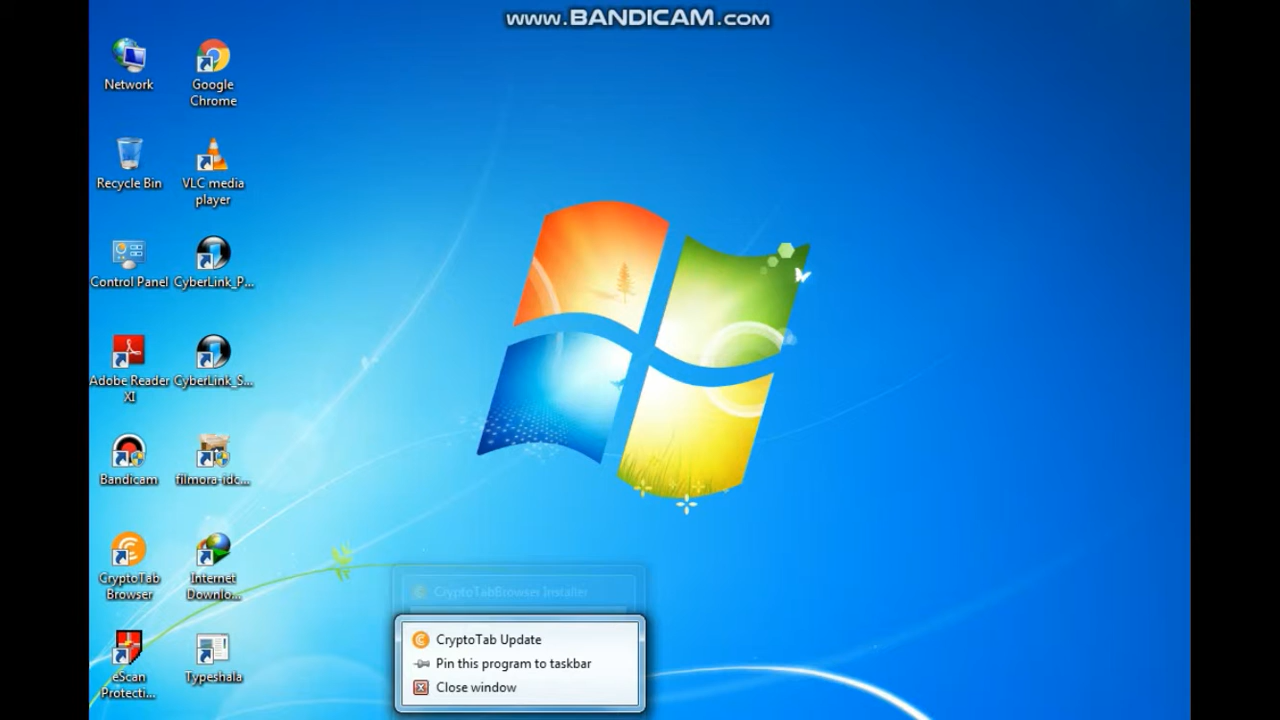 www.BANDICAM.com
Network
Google
Chrome
Recycle Bin
VLC media
player
Control Panel
CyberLink_P...
Adobe Reader
XI
CyberLink_S...
Bandicam
filmora-idc...
CryptoTab
Browser
Internet
Downlo...
eScan
Protecti...
Typeshala
CryptoTabBrowser Installer
CryptoTab Update
Pin this program to taskbar
Close window